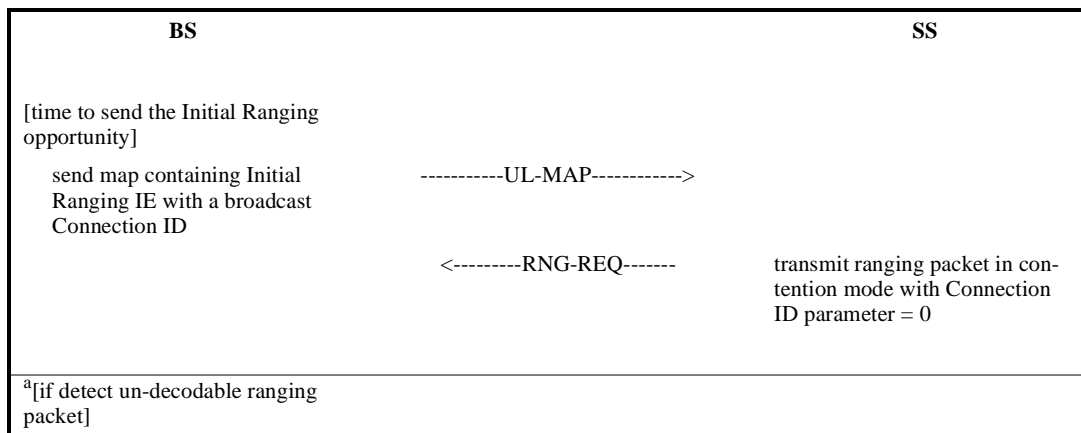 BS SS
[time to send the Initial Ranging
opportunity]
send map containing Initial
Ranging IE with a broadcast
Connection ID
-----------UL-MAP------------>
<---------RNG-REQ-------
transmit ranging packet in con-
tention mode with Connection
ID parameter = 0
a[if detect un-decodable ranging
packet]